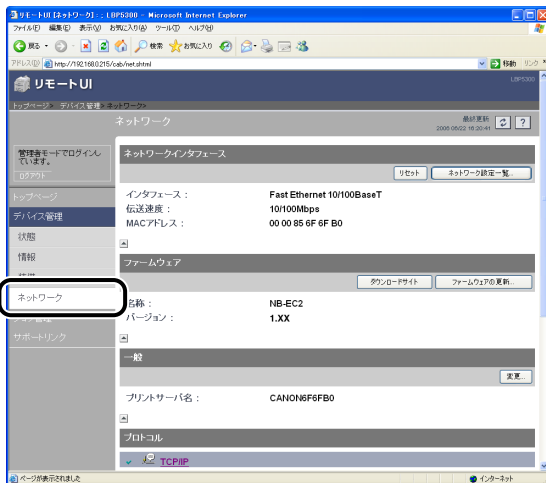 リモートUI [ネットワーク] : ; LBP5300 - Microsoft Internet Explorer
ファイル(F) 編集(E) 表示(V) お気に入り(A) ツール(T) ヘルプ(H)
戻る 検索 お気に入り
アドレス(D) http://192.168.0.215/cab/net.shtml 移動 リンク
リモートUI LBP5300
トップページ> デバイス管理> ネットワーク>
ネットワーク 最終更新
2006 06/22 16:20:41
管理者モードでログインしています。
ログアウト
トップページ
デバイス管理
状態
情報
ネットワーク
サポートリンク
ネットワークインタフェース
リセット ネットワーク設定一覧...
インタフェース : Fast Ethernet 10/100BaseT
伝送速度 : 10/100Mbps
MACアドレス : 00 00 85 6F 6F B0
ファームウェア
ダウンロードサイト ファームウェアの更新...
名称 : NB-EC2
バージョン : 1.XX
一般
変更...
プリントサーバ名 : CANON6F6FB0
プロトコル
TCP/IP
ページが表示されました インターネット